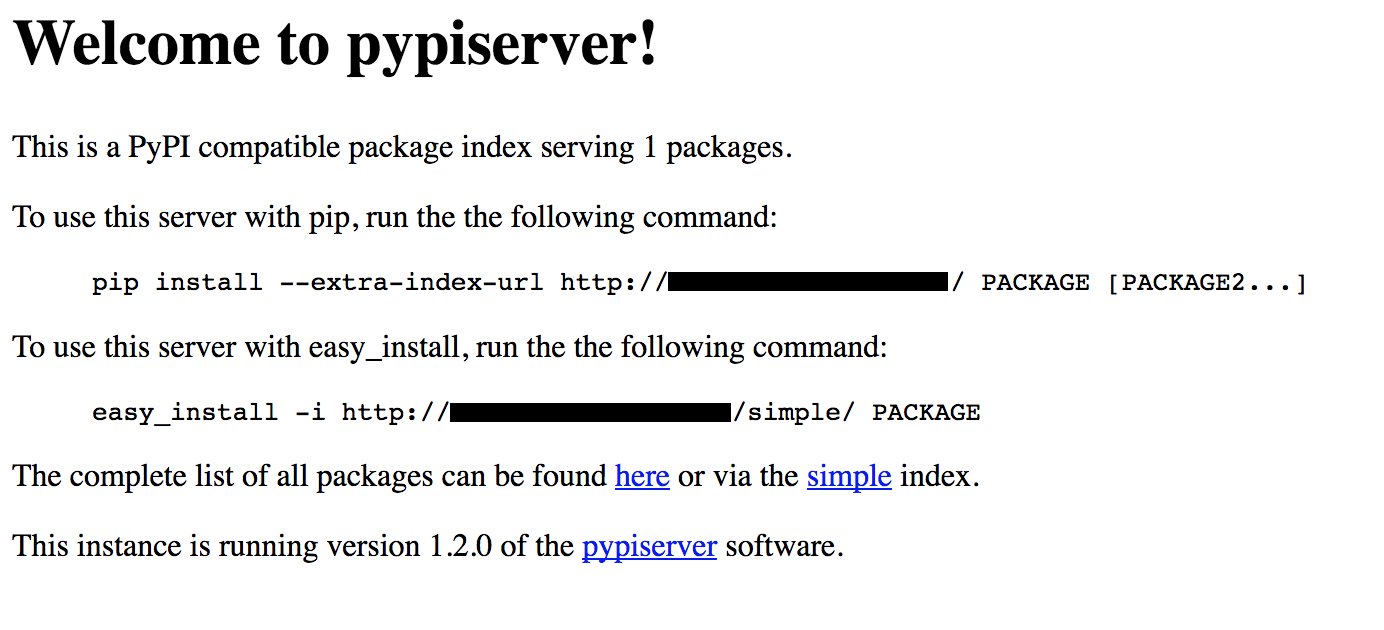 Welcome to pypiserver!
This is a PyPI compatible package index serving 1 packages.
To use this server with pip, run the the following command:
pip install --extra-index-url http:/// PACKAGE [PACKAGE2...]
To use this server with easy_install, run the the following command:
easy_install -i http:///simple/ PACKAGE
The complete list of all packages can be found here or via the simple index.
This instance is running version 1.2.0 of the pypiserver software.